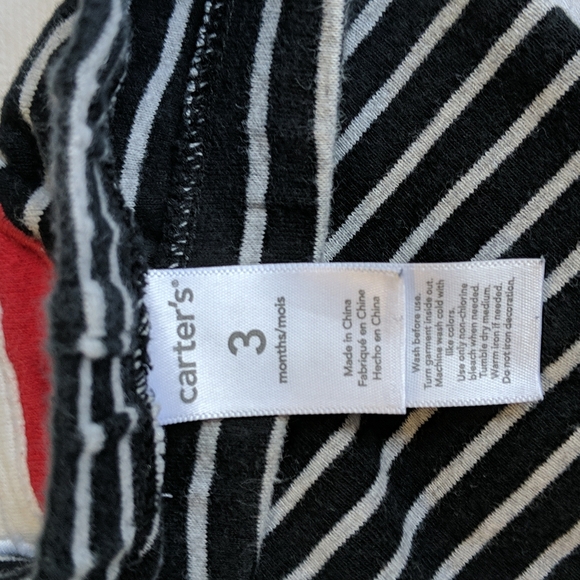 carter's®
3
months/mois
Made in China
Fabriqué en Chine
Hecho en China
Wash before use.
Turn garment inside out.
Machine wash cold with
like colors.
Use only non-chlorine
bleach when needed.
Tumble dry medium.
Warm iron if needed.
Do not iron decoration.